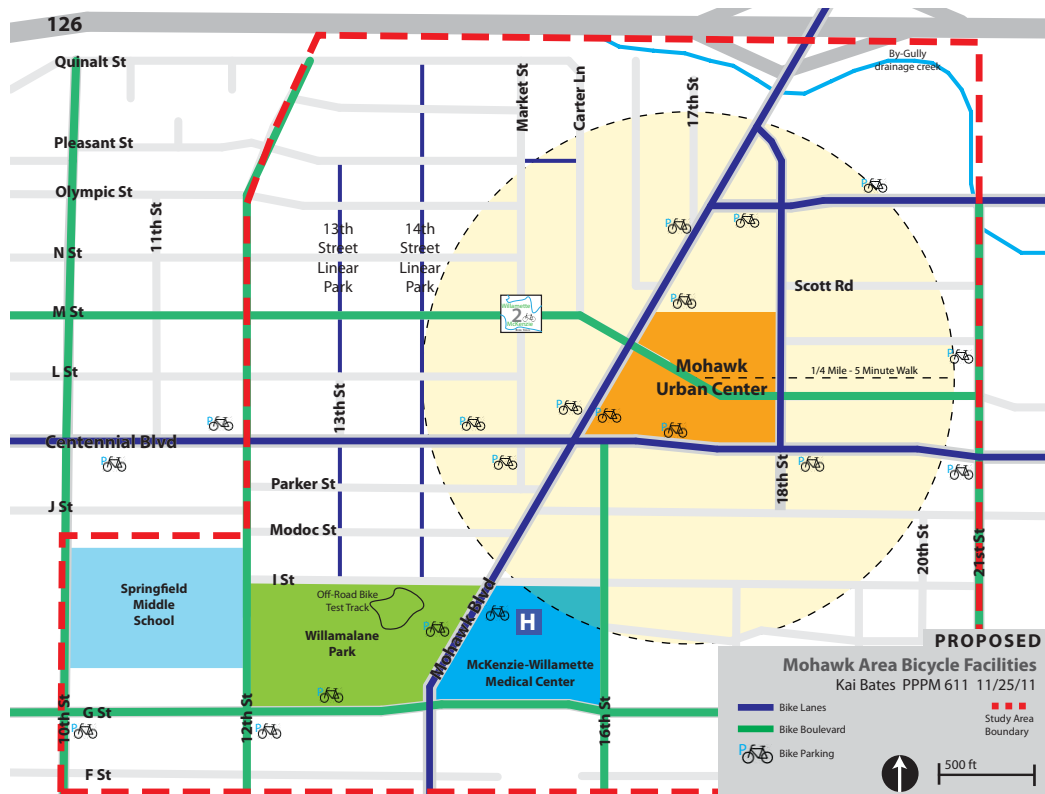 126
Quinalt St
By-Gully
drainage creek
Market St
Carter Ln
17th St
Pleasant St
Olympic St
11th St
13th
Street
Linear
Park
14th
Street
Linear
Park
N St
Scott Rd
M St
Willamette
2
McKenzie
L St
Mohawk
Urban Center
1/4 Mile - 5 Minute Walk
13th St
P
P
P
P
P
P
P
P
P
P
P
P
P
Centennial Blvd
Parker St
18th St
J St
Modoc St
20th St
21st St
I St
Springfield
Middle
School
Off-Road Bike
Test Track
Willamalane
Park
P
P
P
Mohawk Blvd
H
McKenzie-Willamette
Medical Center
10th St
G St
12th St
16th St
P
P
F St
PROPOSED
Mohawk Area Bicycle Facilities
Kai Bates PPPM 611 11/25/11
Bike Lanes
Bike Boulevard
P
Bike Parking
Study Area
Boundary
500 ft